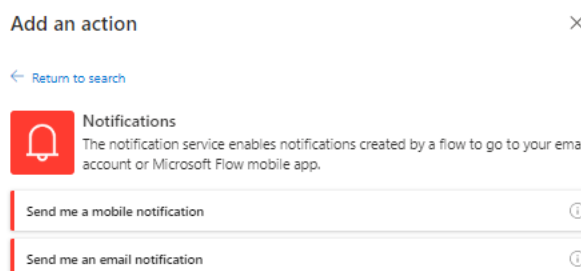 Add an action
Return to search
Notifications
The notification service enables notifications created by a flow to go to your ema
account or Microsoft Flow mobile app.
Send me a mobile notification
Send me an email notification